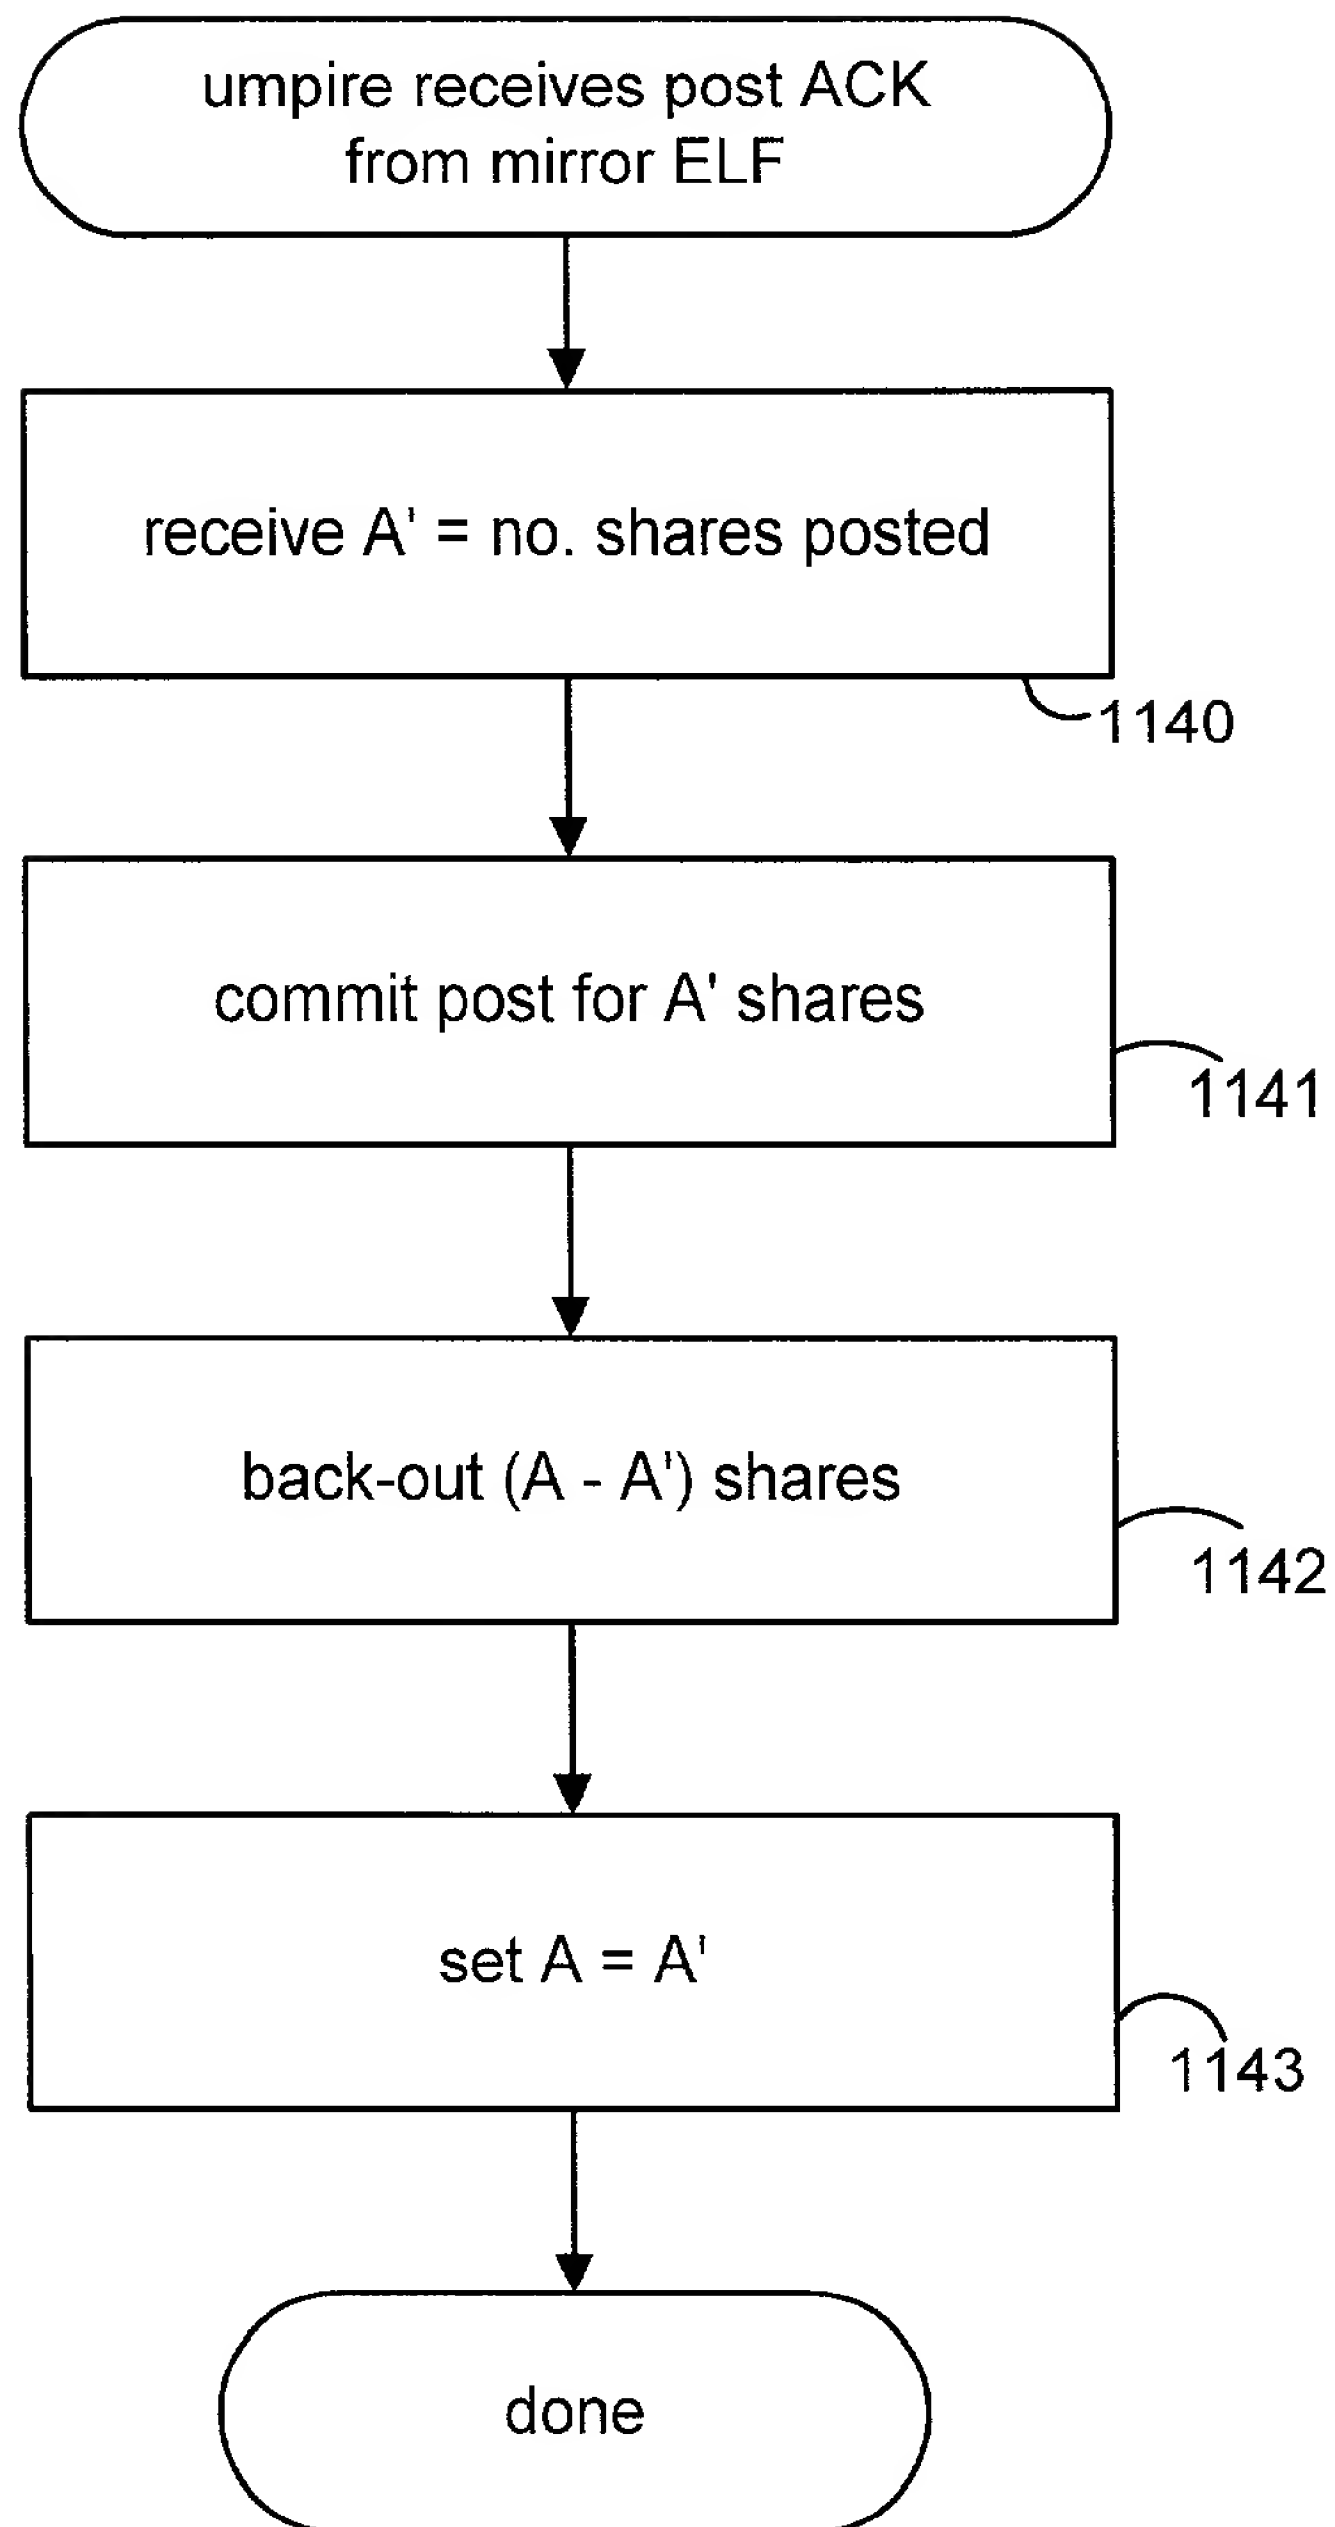 umpire receives post ACK
from mirror ELF
receive A' = no. shares posted
1140
commit post for A' shares
1141
back-out (A - A') shares
1142
set A = A'
1143
done